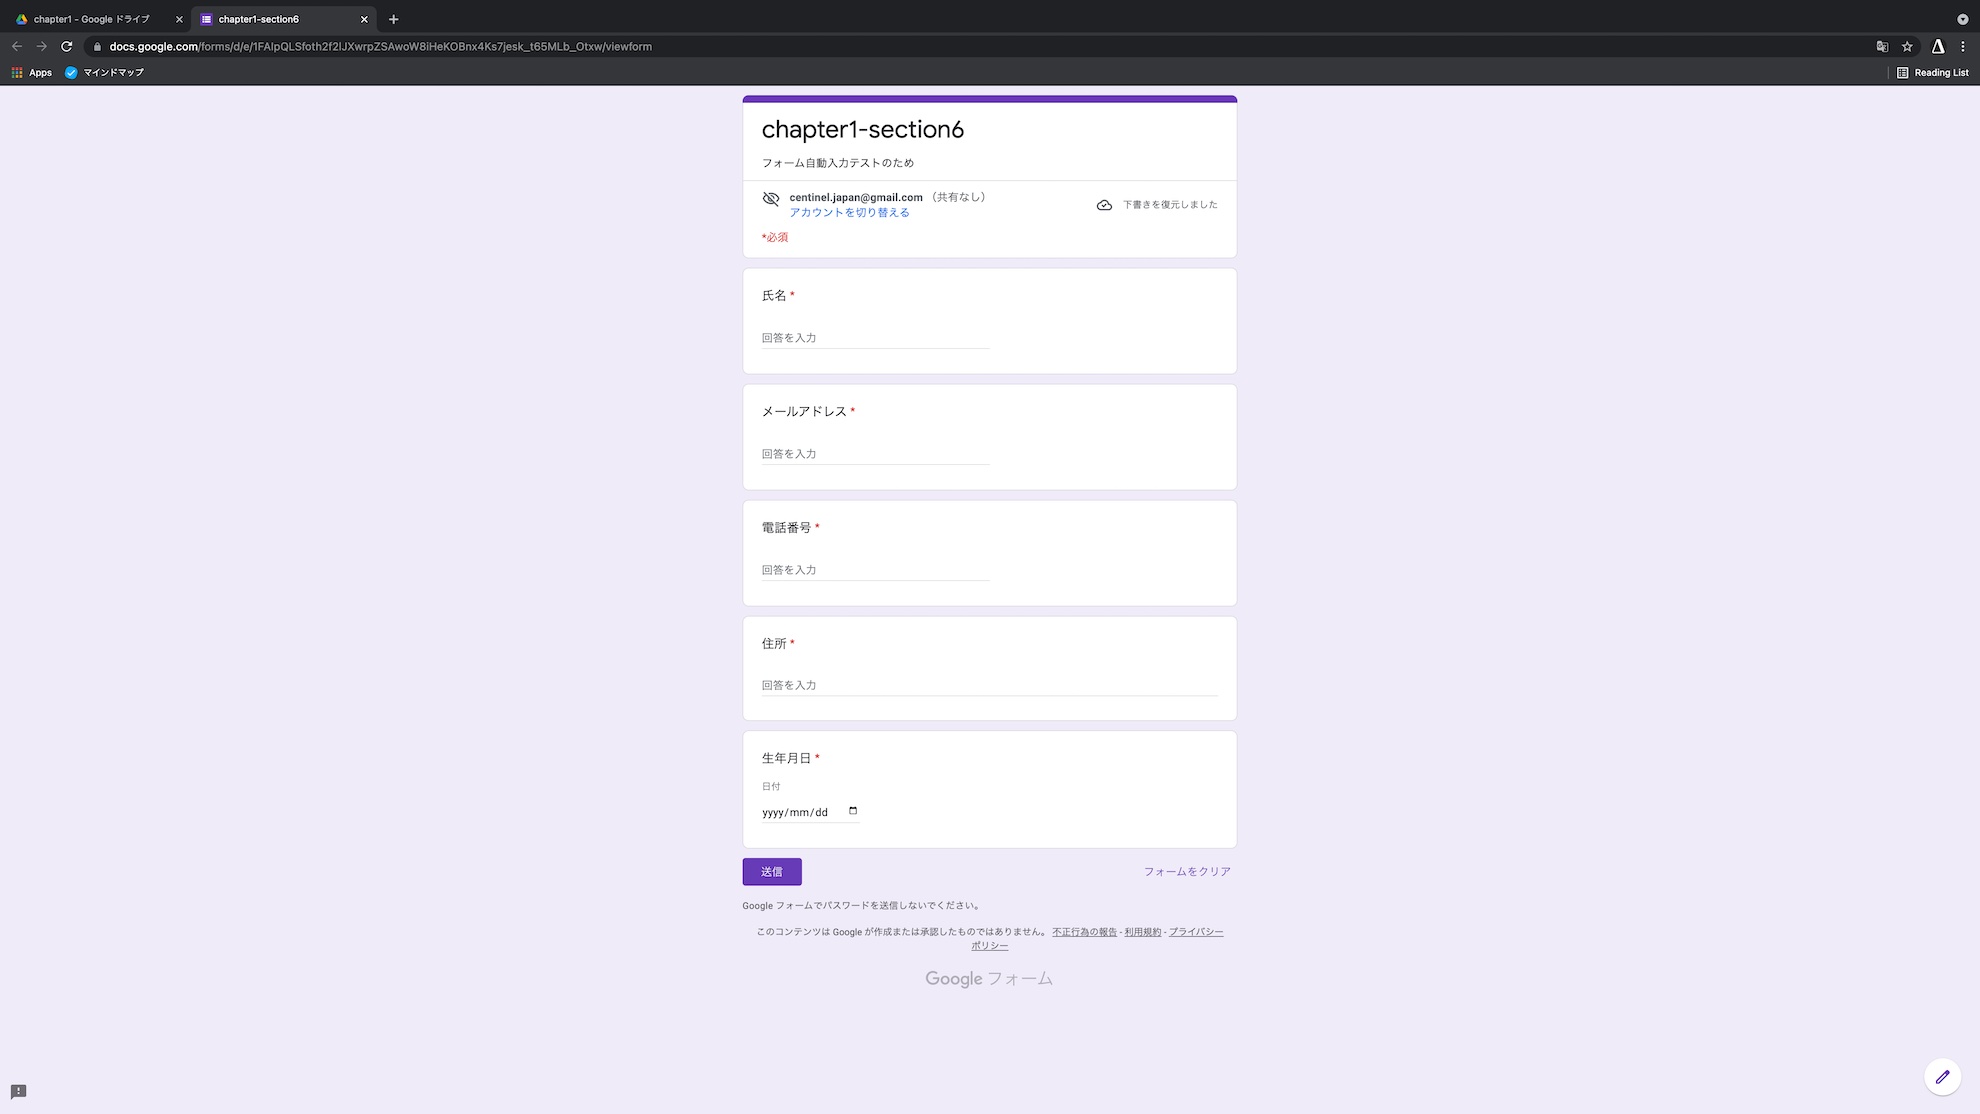 chapter1 - Google ドライブ
chapter1-section6
docs.google.com/forms/d/e/1FAIpQLSfoth2f2IJXwrpZSAwoW8iHeKOBnx4Ks7jesk_t65MLb_Otxw/viewform
Apps
マインドマップ
Reading List
chapter1-section6
フォーム自動入力テストのため
centinel.japan@gmail.com （共有なし）
アカウントを切り替える
下書きを復元しました
*必須
氏名 *
回答を入力
メールアドレス *
回答を入力
電話番号 *
回答を入力
住所 *
回答を入力
生年月日 *
日付
yyyy/mm/dd
送信
フォームをクリア
Google フォームでパスワードを送信しないでください。
このコンテンツは Google が作成または承認したものではありません。 不正行為の報告 - 利用規約 - プライバシー
ポリシー
Google フォーム